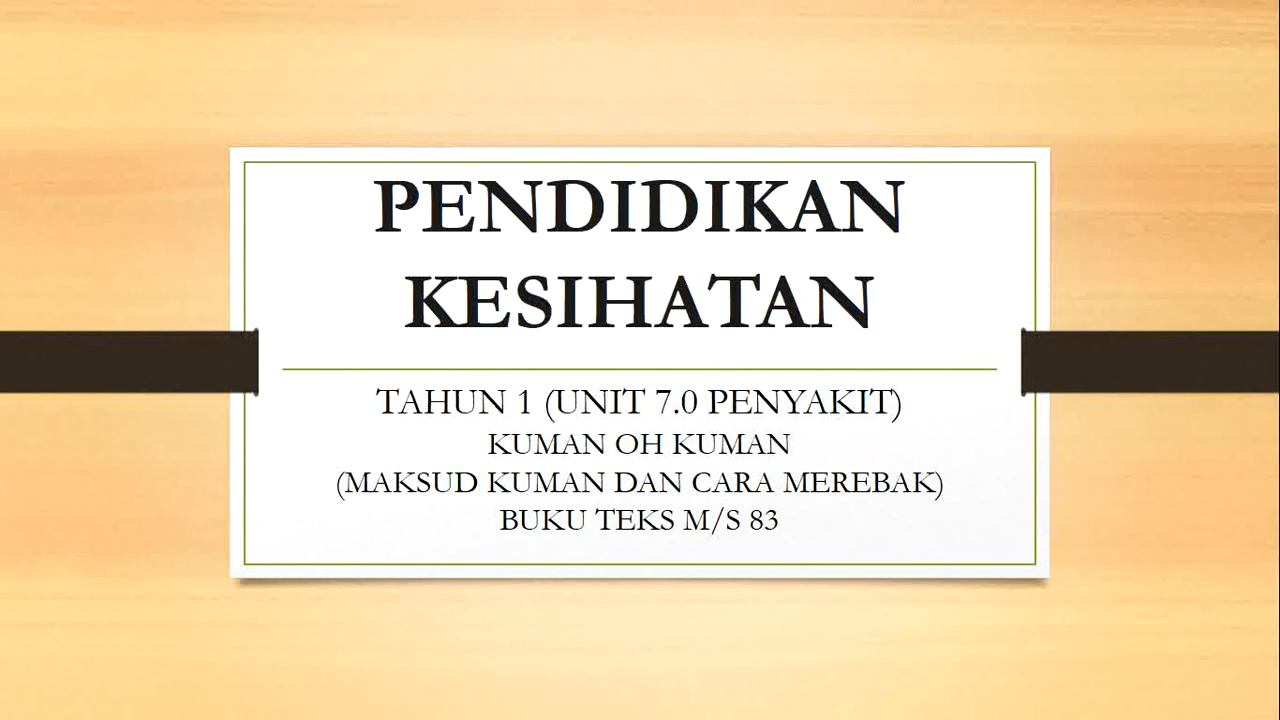 PENDIDIKAN
KESIHATAN
TAHUN 1 (UNIT 7.0 PENYAKIT)
KUMAN OH KUMAN
(MAKSUD KUMAN DAN CARA MEREBAK)
BUKU TEKS M/S 83